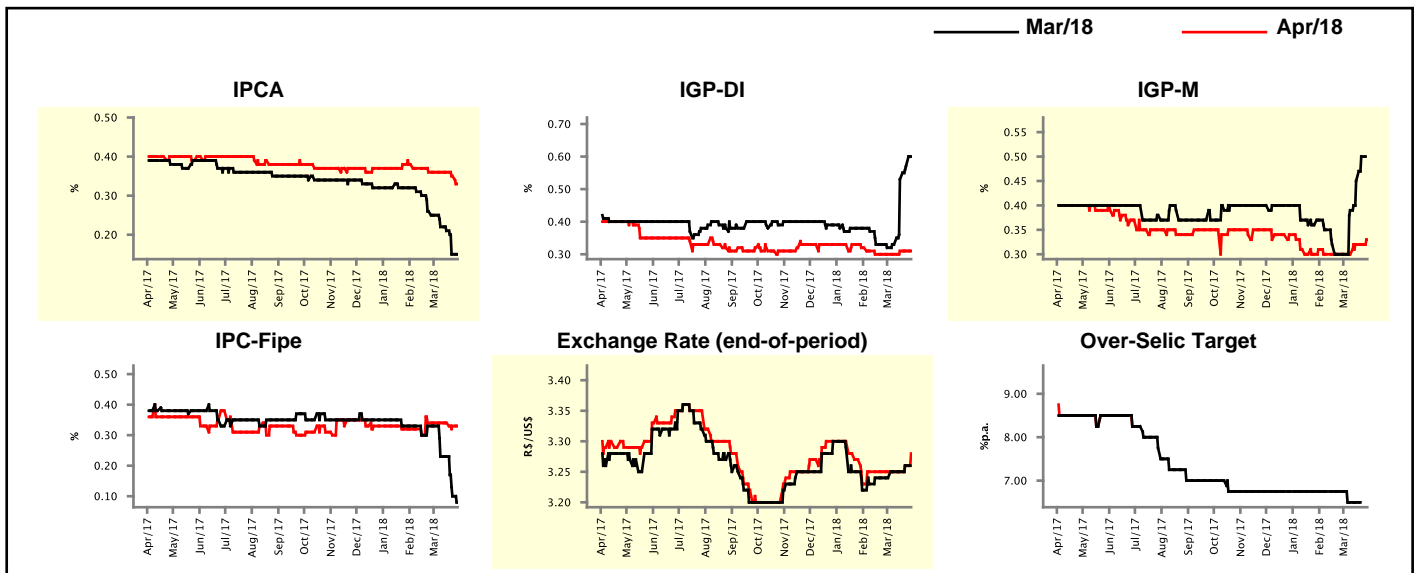 Mar/18 Apr/18
IPCA
0.50
0.40
0.30
0.20
%
Apr/17 May/17 Jun/17 Jul/17 Aug/17 Sep/17 Oct/17 Nov/17 Dec/17 Jan/18 Feb/18 Mar/18
IGP-DI
0.70
0.60
0.50
0.40
0.30
%
Apr/17 May/17 Jun/17 Jul/17 Aug/17 Sep/17 Oct/17 Nov/17 Dec/17 Jan/18 Feb/18 Mar/18
IGP-M
0.55
0.50
0.45
0.40
0.35
0.30
%
Apr/17 May/17 Jun/17 Jul/17 Aug/17 Sep/17 Oct/17 Nov/17 Dec/17 Jan/18 Feb/18 Mar/18
IPC-Fipe
0.50
0.40
0.30
0.20
0.10
%
Apr/17 May/17 Jun/17 Jul/17 Aug/17 Sep/17 Oct/17 Nov/17 Dec/17 Jan/18 Feb/18 Mar/18
Exchange Rate (end-of-period)
3.40
3.35
3.30
3.25
3.20
R$/US$
Apr/17 May/17 Jun/17 Jul/17 Aug/17 Sep/17 Oct/17 Nov/17 Dec/17 Jan/18 Feb/18 Mar/18
Over-Selic Target
9.00
8.00
7.00
%p.a.
Apr/17 May/17 Jun/17 Jul/17 Aug/17 Sep/17 Oct/17 Nov/17 Dec/17 Jan/18 Feb/18 Mar/18